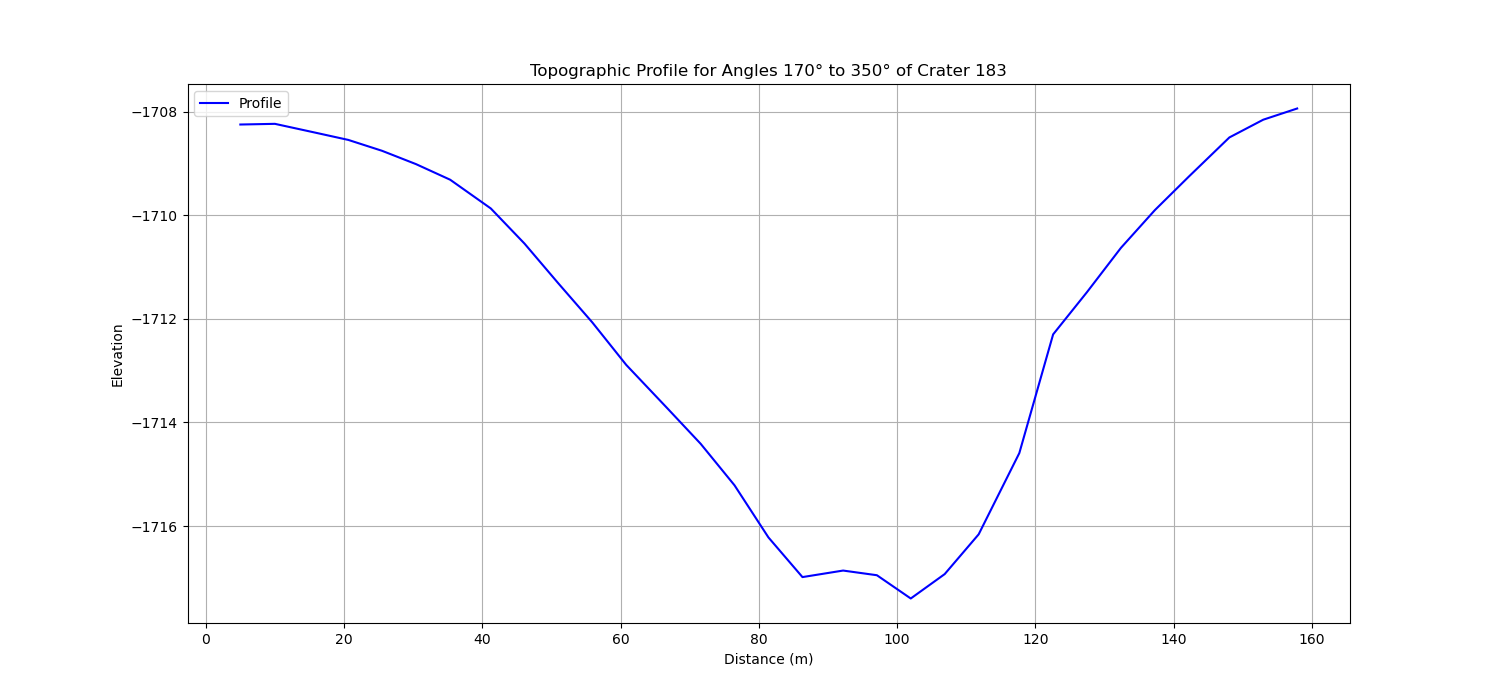 Topographic Profile for Angles 170° to 350° of Crater 183
Profile
−1708
−1710
−1712
−1714
−1716
Elevation
0 20 40 60 80 100 120 140 160
Distance (m)